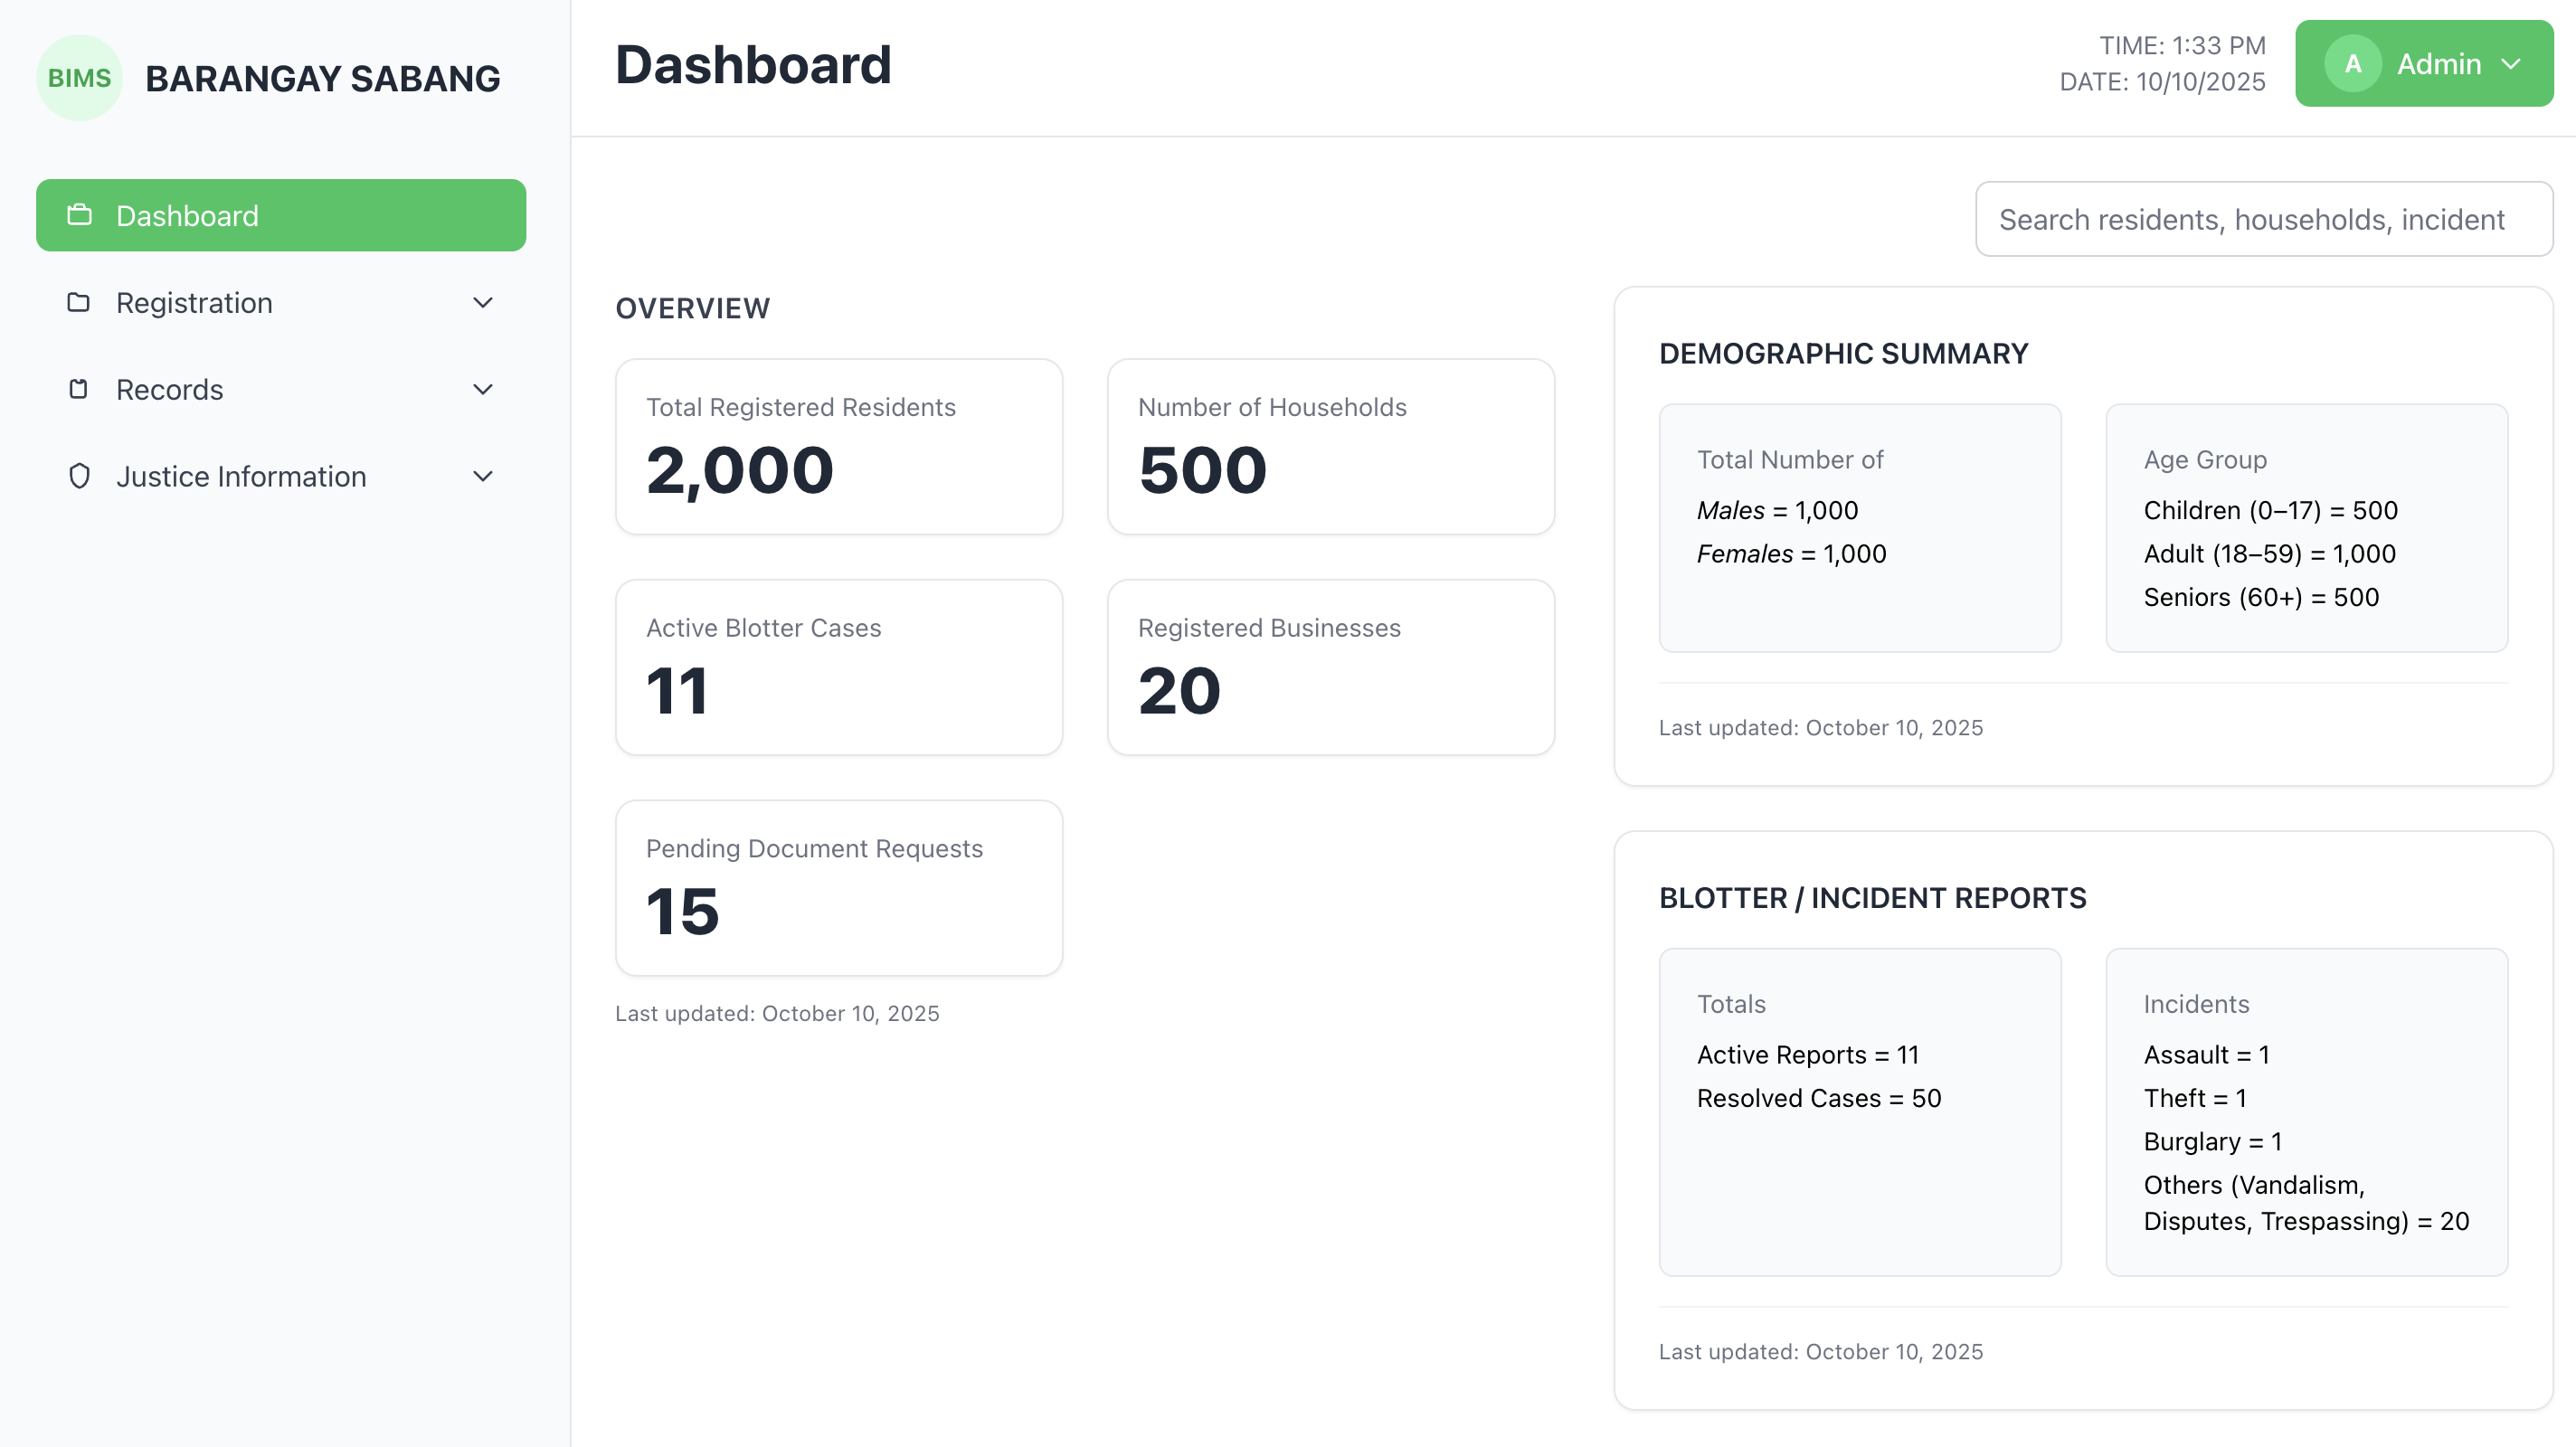 BIMS
BARANGAY SABANG
Dashboard
Registration
Records
Justice Information
Dashboard
TIME: 1:33 PM
DATE: 10/10/2025
A
Admin
Search residents, households, incident
OVERVIEW
Total Registered Residents
2,000
Number of Households
500
Active Blotter Cases
11
Registered Businesses
20
Pending Document Requests
15
Last updated: October 10, 2025
DEMOGRAPHIC SUMMARY
Total Number of
Males = 1,000
Females = 1,000
Age Group
Children (0–17) = 500
Adult (18–59) = 1,000
Seniors (60+) = 500
Last updated: October 10, 2025
BLOTTER / INCIDENT REPORTS
Totals
Active Reports = 11
Resolved Cases = 50
Incidents
Assault = 1
Theft = 1
Burglary = 1
Others (Vandalism,
Disputes, Trespassing) = 20
Last updated: October 10, 2025